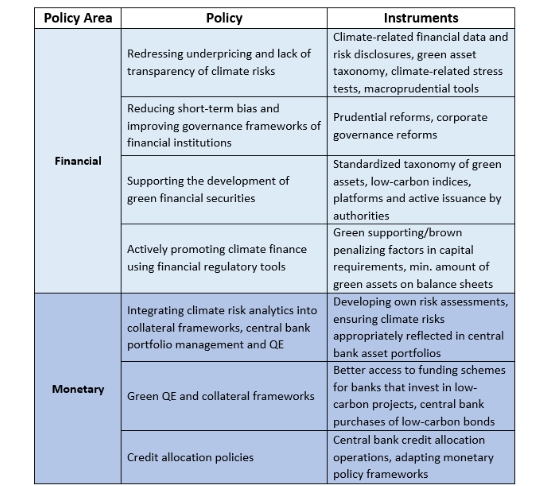 Policy Area Policy Instruments
Financial
Redressing underpricing and lack of
transparency of climate risks
Climate-related financial data and
risk disclosures, green asset
taxonomy, climate-related stress
tests, macroprudential tools
Reducing short-term bias and
improving governance frameworks of
financial institutions
Prudential reforms, corporate
governance reforms
Supporting the development of
green financial securities
Standardized taxonomy of green
assets, low-carbon indices,
platforms and active issuance by
authorities
Actively promoting climate finance
using financial regulatory tools
Green supporting/brown
penalizing factors in capital
requirements, min. amount of
green assets on balance sheets
Monetary
Integrating climate risk analytics into
collateral frameworks, central bank
portfolio management and QE
Developing own risk assessments,
ensuring climate risks
appropriately reflected in central
bank asset portfolios
Green QE and collateral frameworks
Better access to funding schemes
for banks that invest in low-
carbon projects, central bank
purchases of low-carbon bonds
Credit allocation policies
Central bank credit allocation
operations, adapting monetary
policy frameworks